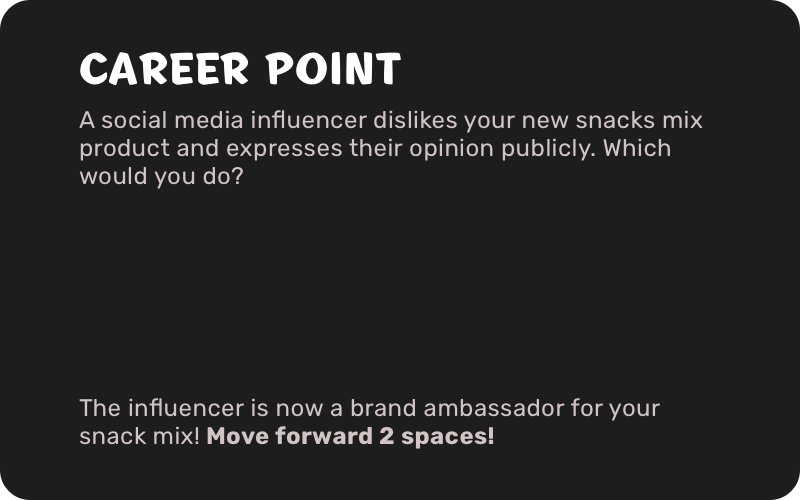 CAREER POINT
A social media influencer dislikes your new snacks mix
product and expresses their opinion publicly. Which
would you do?
The influencer is now a brand ambassador for your
snack mix! Move forward 2 spaces!